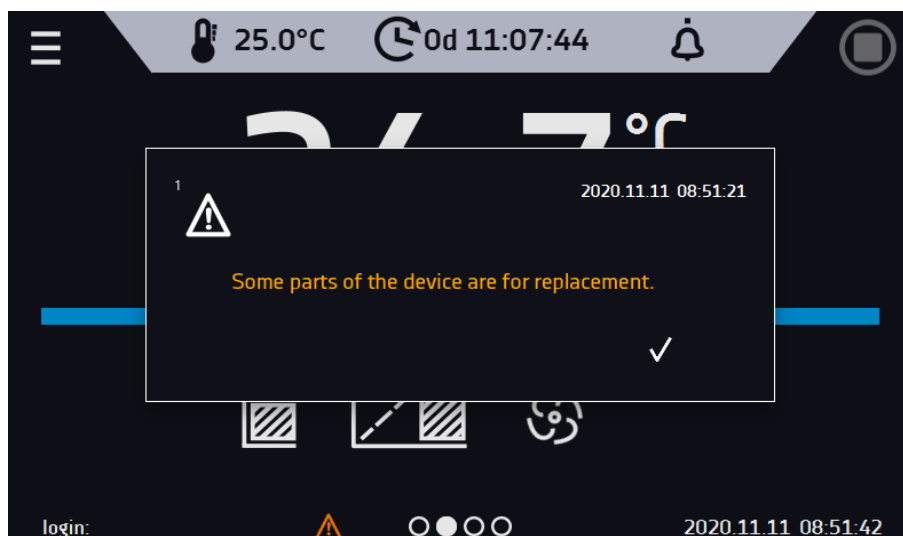 25.0°C 0d 11:07:44
7°C
1
2020.11.11 08:51:21
Some parts of the device are for replacement.
login:
2020.11.11 08:51:42